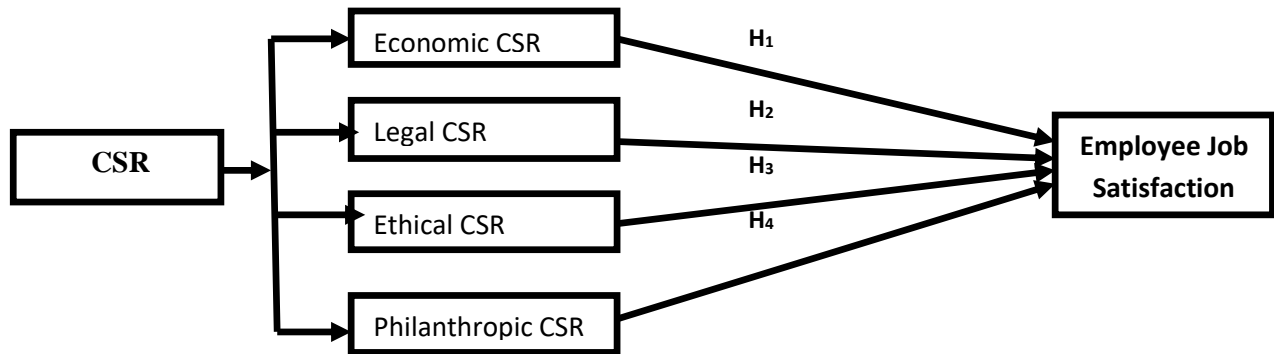 Economic CSR
H₁
Legal CSR
H₂
CSR
H₃
Employee Job
Satisfaction
Ethical CSR
H₄
Philanthropic CSR